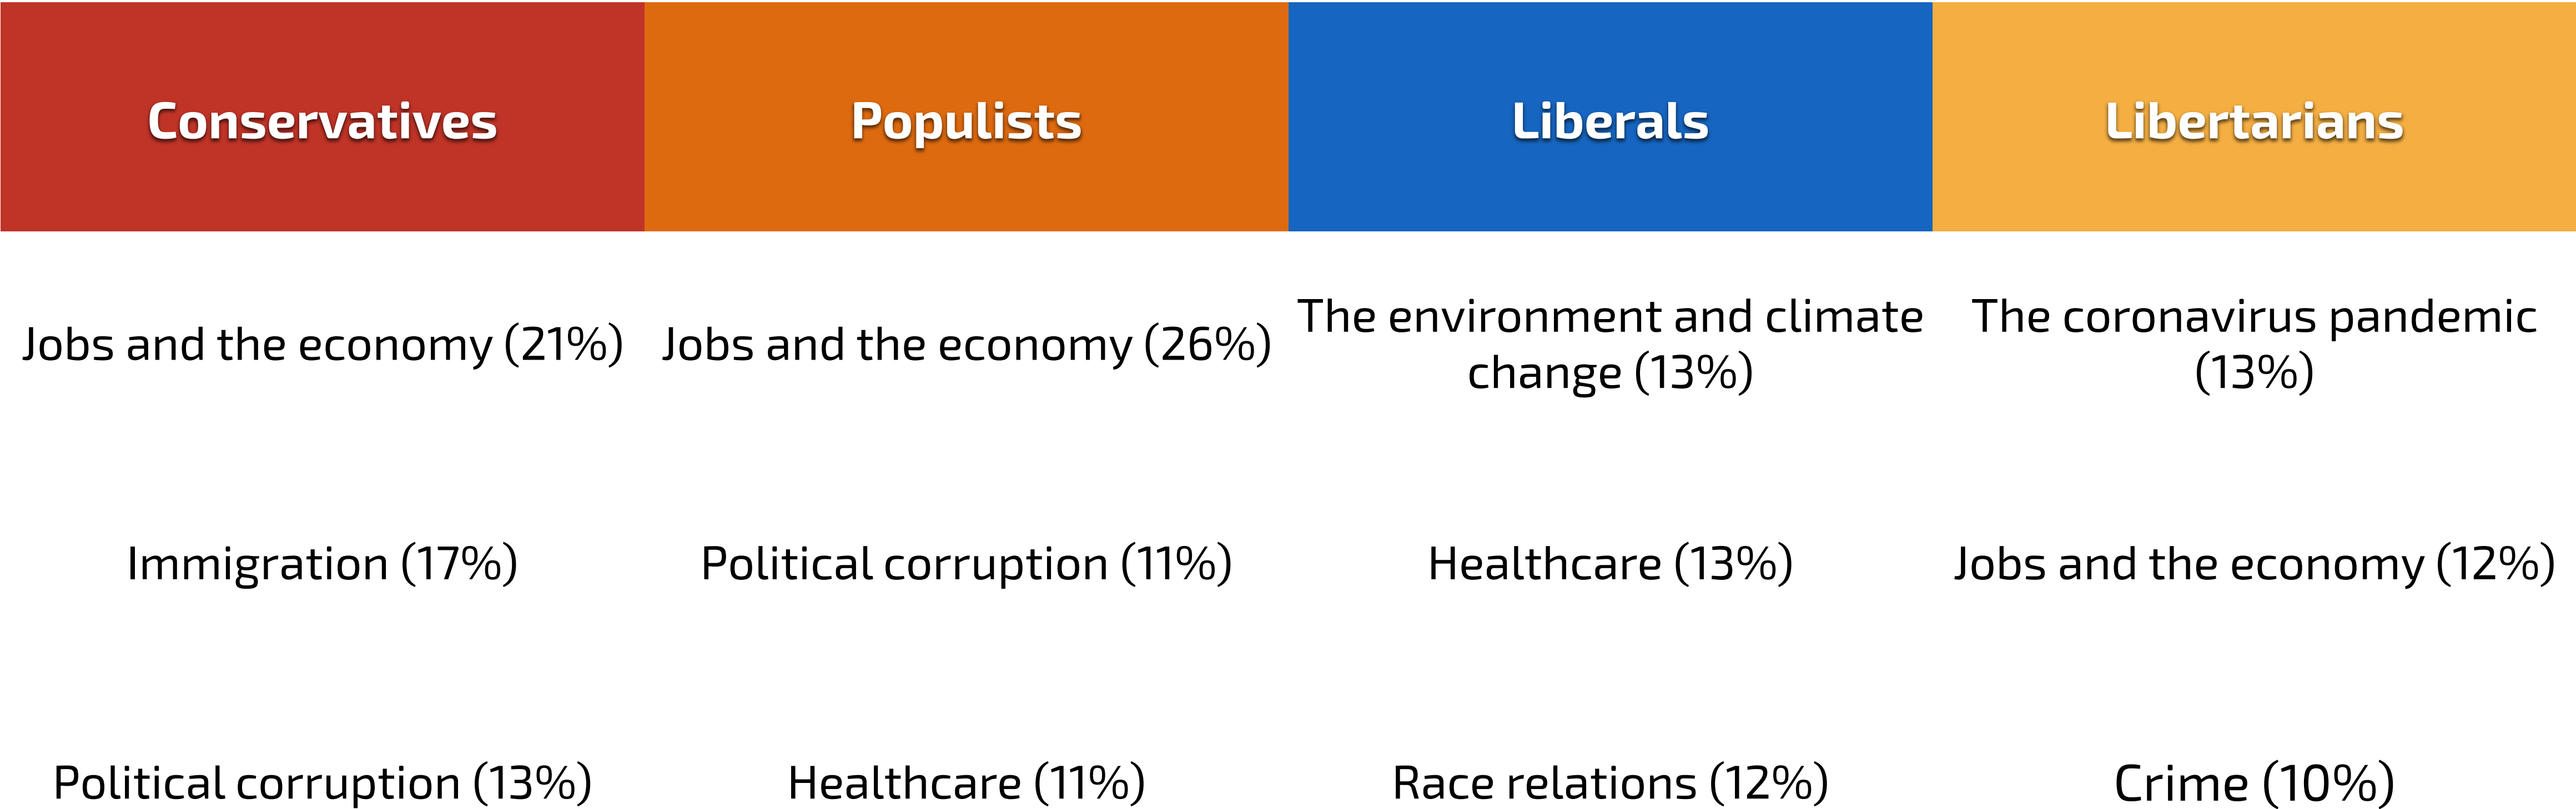 Conservatives
Populists
Liberals
Libertarians
Jobs and the economy (21%)
Jobs and the economy (26%)
The environment and climate
change (13%)
The coronavirus pandemic
(13%)
Immigration (17%)
Political corruption (11%)
Healthcare (13%)
Jobs and the economy (12%)
Political corruption (13%)
Healthcare (11%)
Race relations (12%)
Crime (10%)